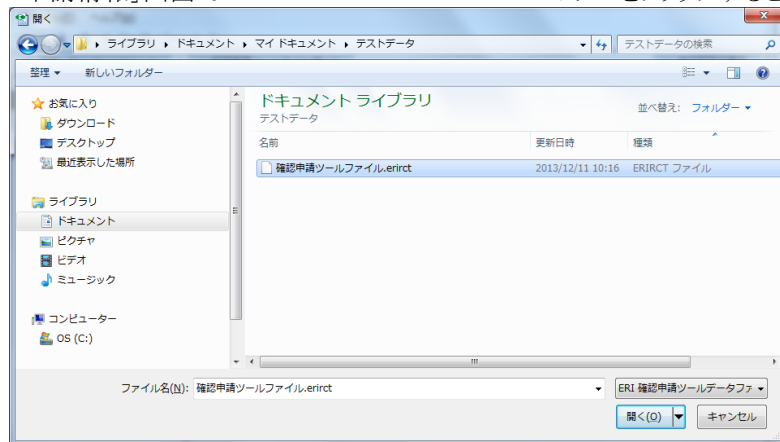 開く
ライブラリ ▸ ドキュメント ▸ マイ ドキュメント ▸ テストデータ
テストデータの検索
整理 ▼ 新しいフォルダー
お気に入り
ダウンロード
デスクトップ
最近表示した場所
ライブラリ
ドキュメント
ピクチャ
ビデオ
ミュージック
コンピューター
OS (C:)
ドキュメント ライブラリ
テストデータ
並べ替え: フォルダー ▼
名前 更新日時 種類
確認申請ツールファイル.erirct 2013/12/11 10:16 ERIRCT ファイル
ファイル名(N): 確認申請ツールファイル.erirct
ERI 確認申請ツールデータファ
開く(O) キャンセル